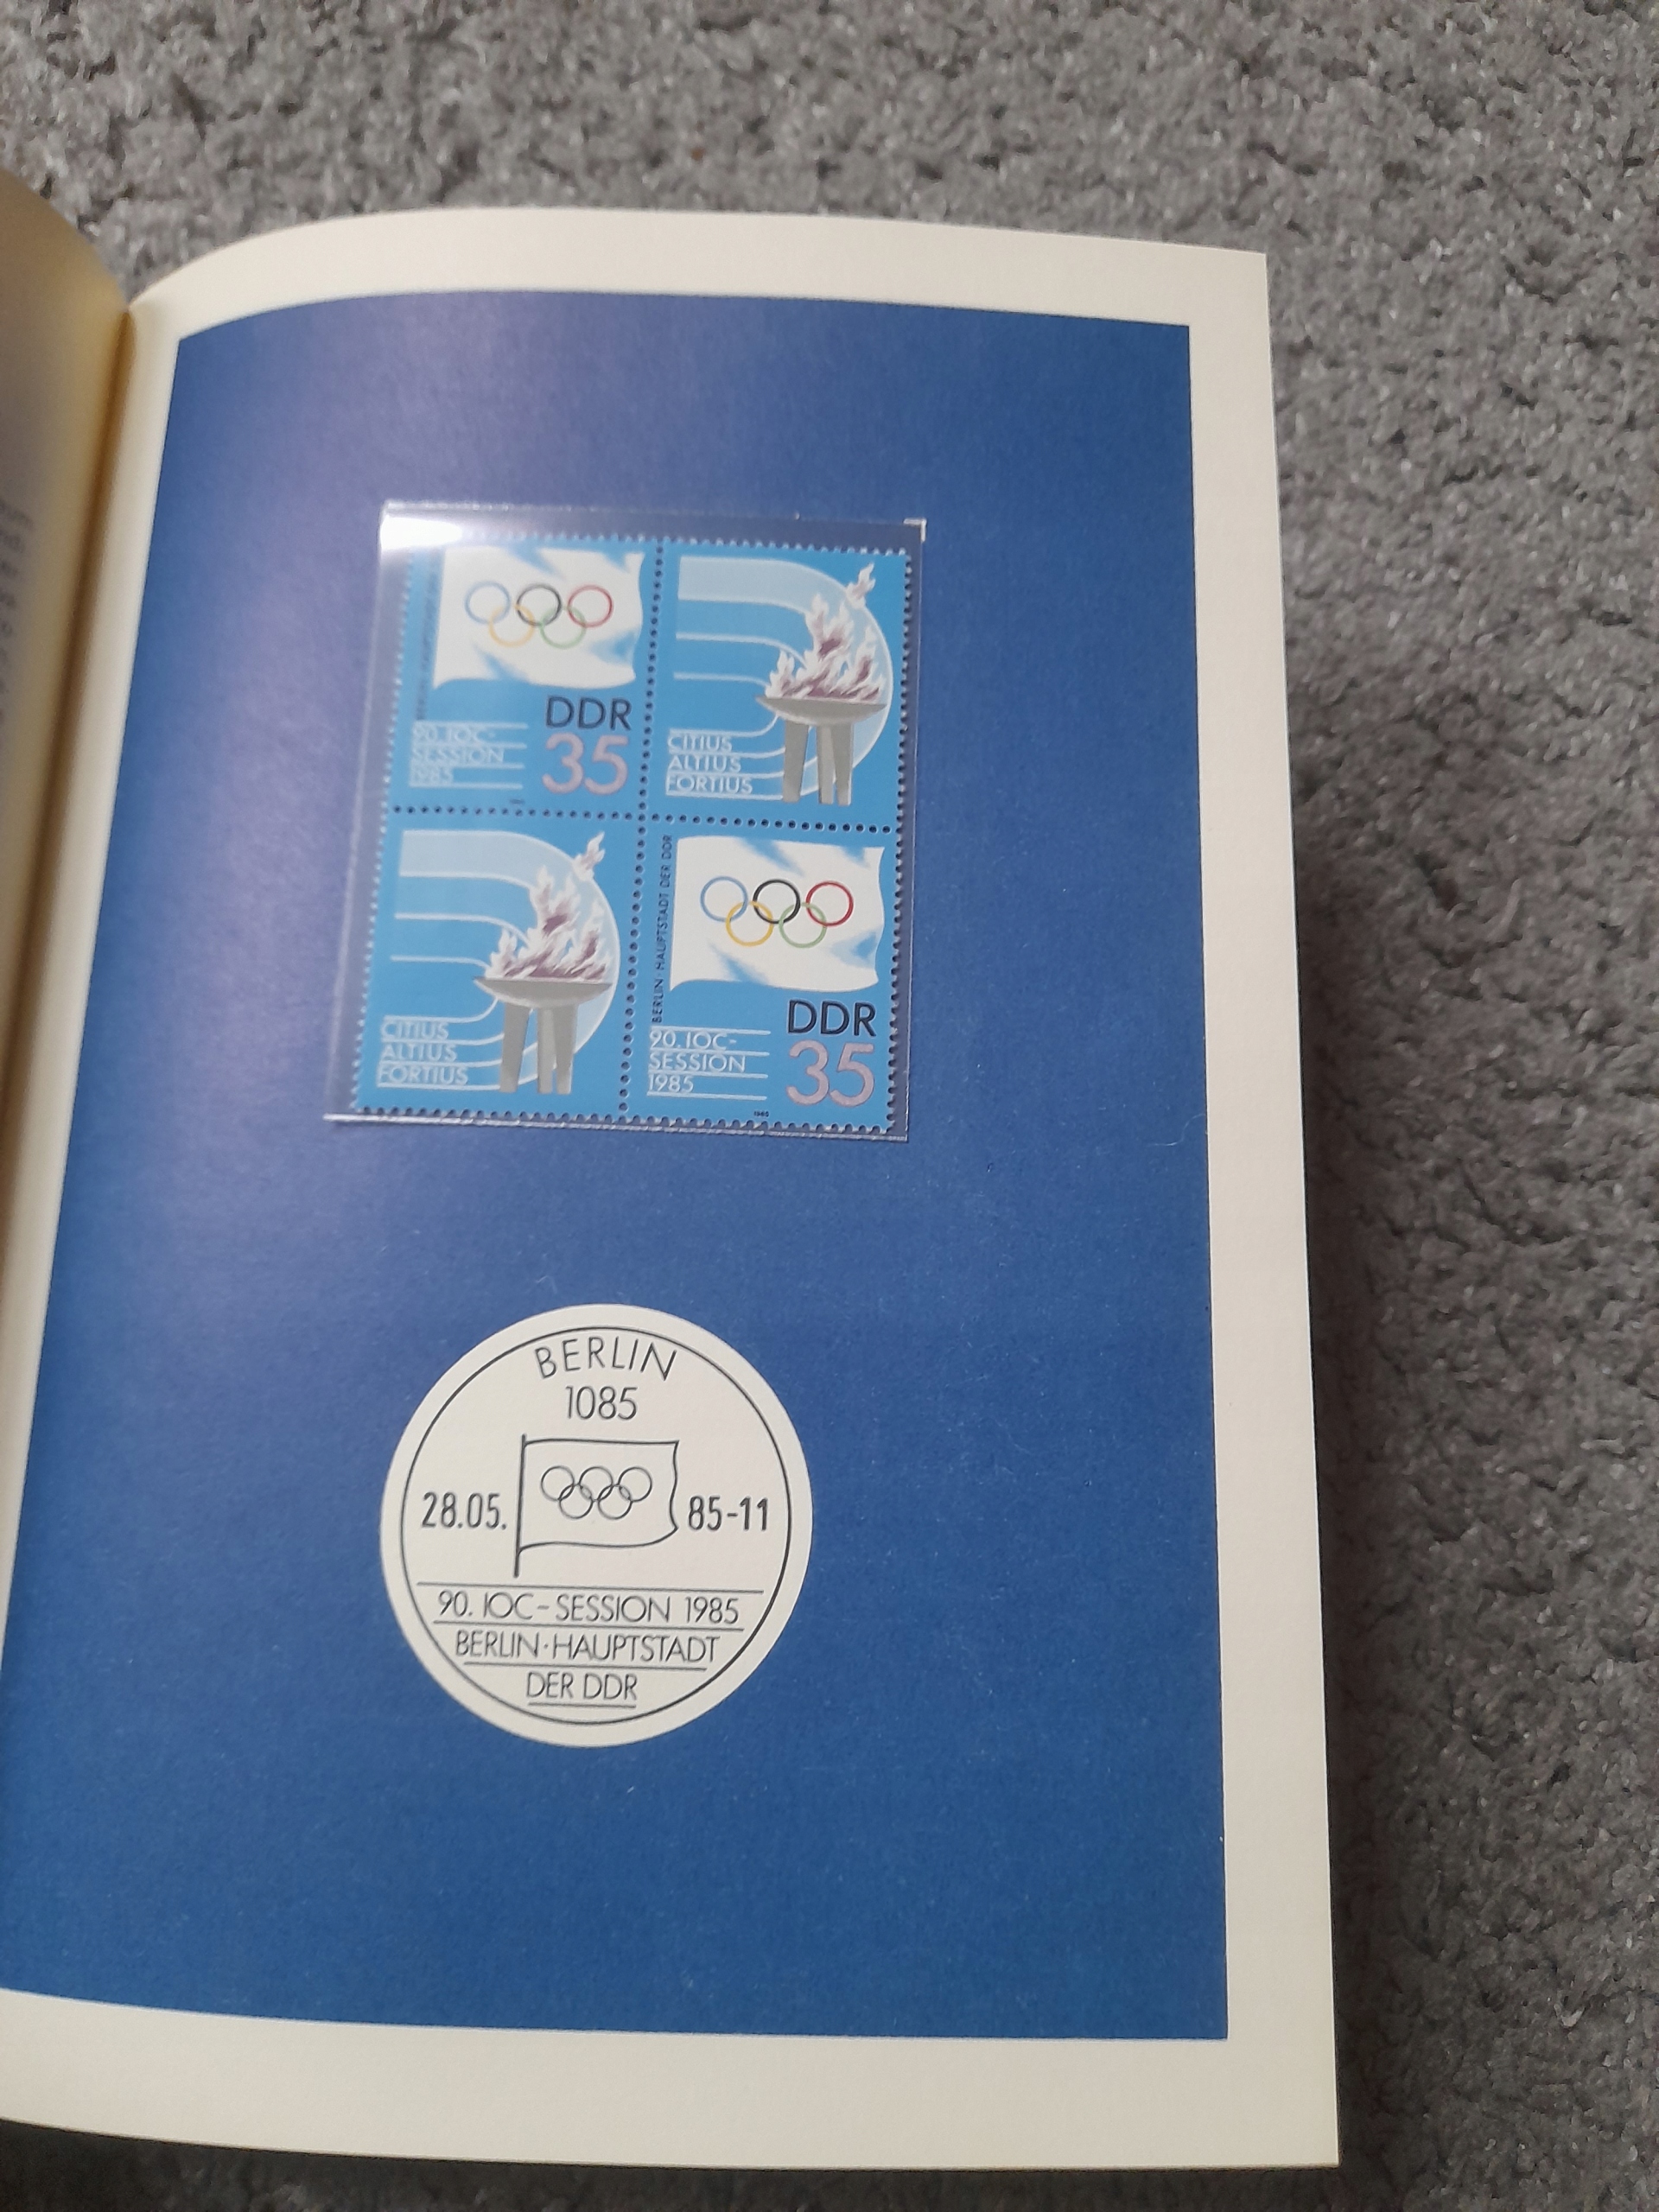 DDR
90. IOC-
SESSION
1985
35
CITIUS
ALTIUS
FORTIUS
CITIUS
ALTIUS
FORTIUS
BERLIN · HAUPTSTADT DER DDR
DDR
90. IOC-
SESSION
1985
35
BERLIN
1085
28.05. 85-11
90. IOC-SESSION 1985
BERLIN·HAUPTSTADT
DER DDR